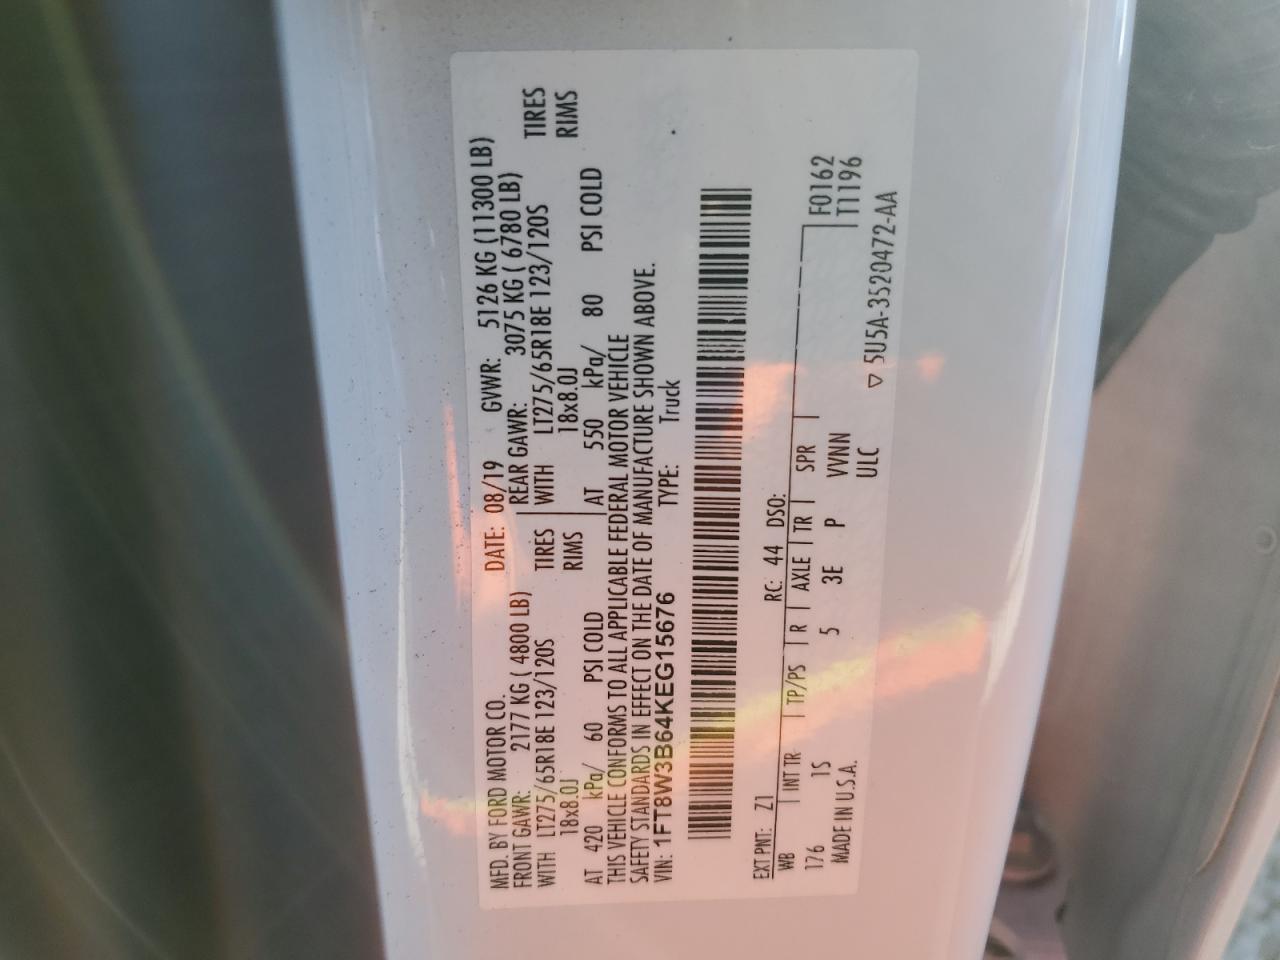 MFD. BY FORD MOTOR CO. DATE: 08/19 GVWR: 5126 KG (11300 LB)
FRONT GAWR: 2177 KG ( 4800 LB) REAR GAWR: 3075 KG ( 6780 LB)
WITH LT275/65R18E 123/120S TIRES WITH LT275/65R18E 123/120S TIRES
18x8.0J RIMS 18x8.0J RIMS
AT 420 kPa/ 60 PSI COLD AT 550 kPa/ 80 PSI COLD
THIS VEHICLE CONFORMS TO ALL APPLICABLE FEDERAL MOTOR VEHICLE
SAFETY STANDARDS IN EFFECT ON THE DATE OF MANUFACTURE SHOWN ABOVE.
VIN: 1FT8W3B64KEG15676 TYPE: Truck
EXT PNT: Z1 RC: 44 DSO:
WB INT TR TP/PS R AXLE TR SPR F0162
176 1S 5 3E P VVNN T1196
MADE IN U.S.A. ULC
▽ 5U5A-3520472-AA